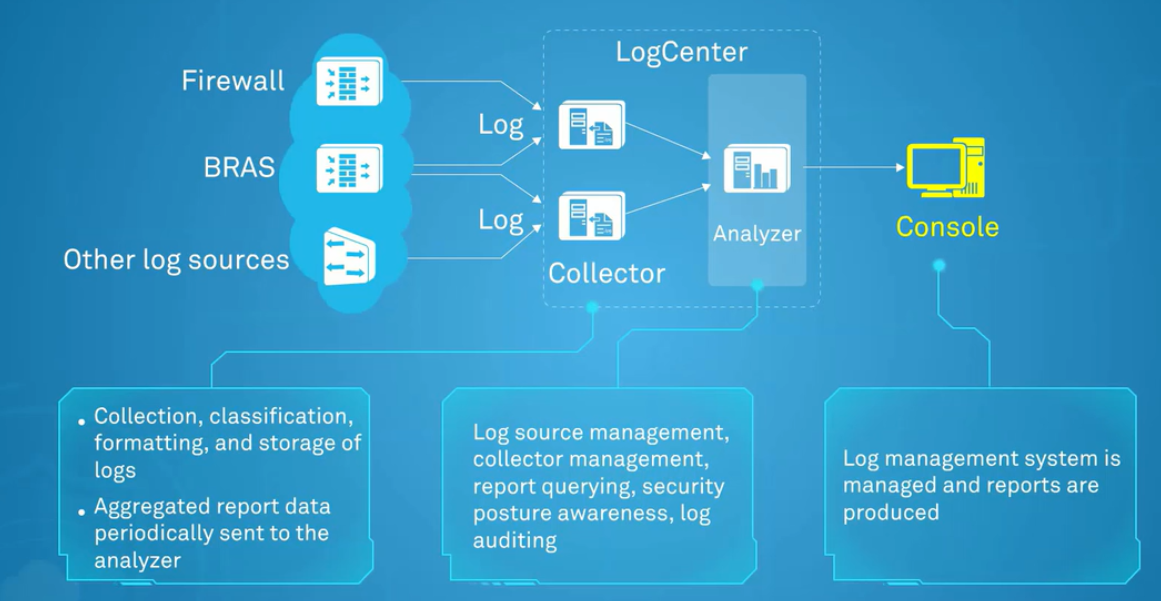 LogCenter
Firewall
Log
BRAS
Log
Other log sources
Collector
Analyzer
Console
• Collection, classification,
formatting, and storage of
logs
• Aggregated report data
periodically sent to the
analyzer
Log source management,
collector management,
report querying, security
posture awareness, log
auditing
Log management system is
managed and reports are
produced